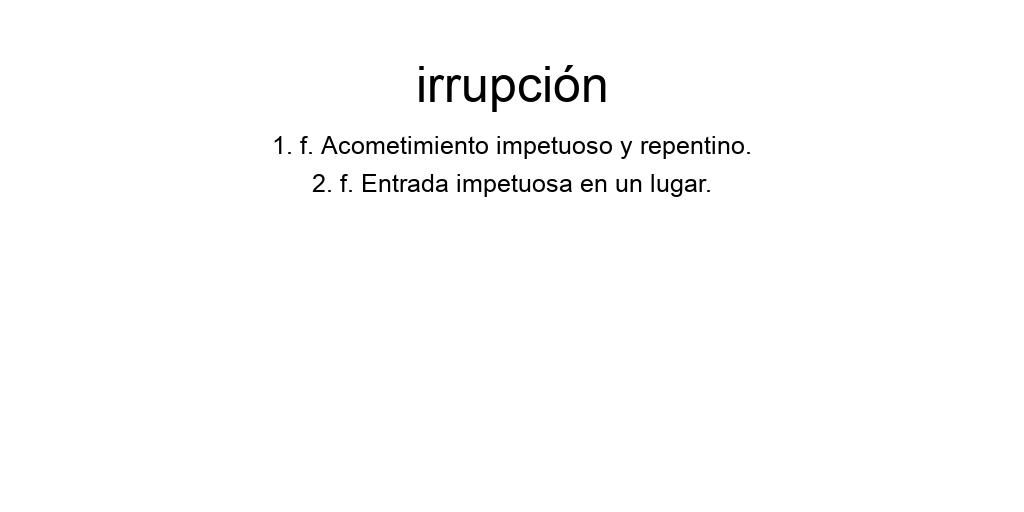 irrupción
1. f. Acometimiento impetuoso y repentino.
2. f. Entrada impetuosa en un lugar.